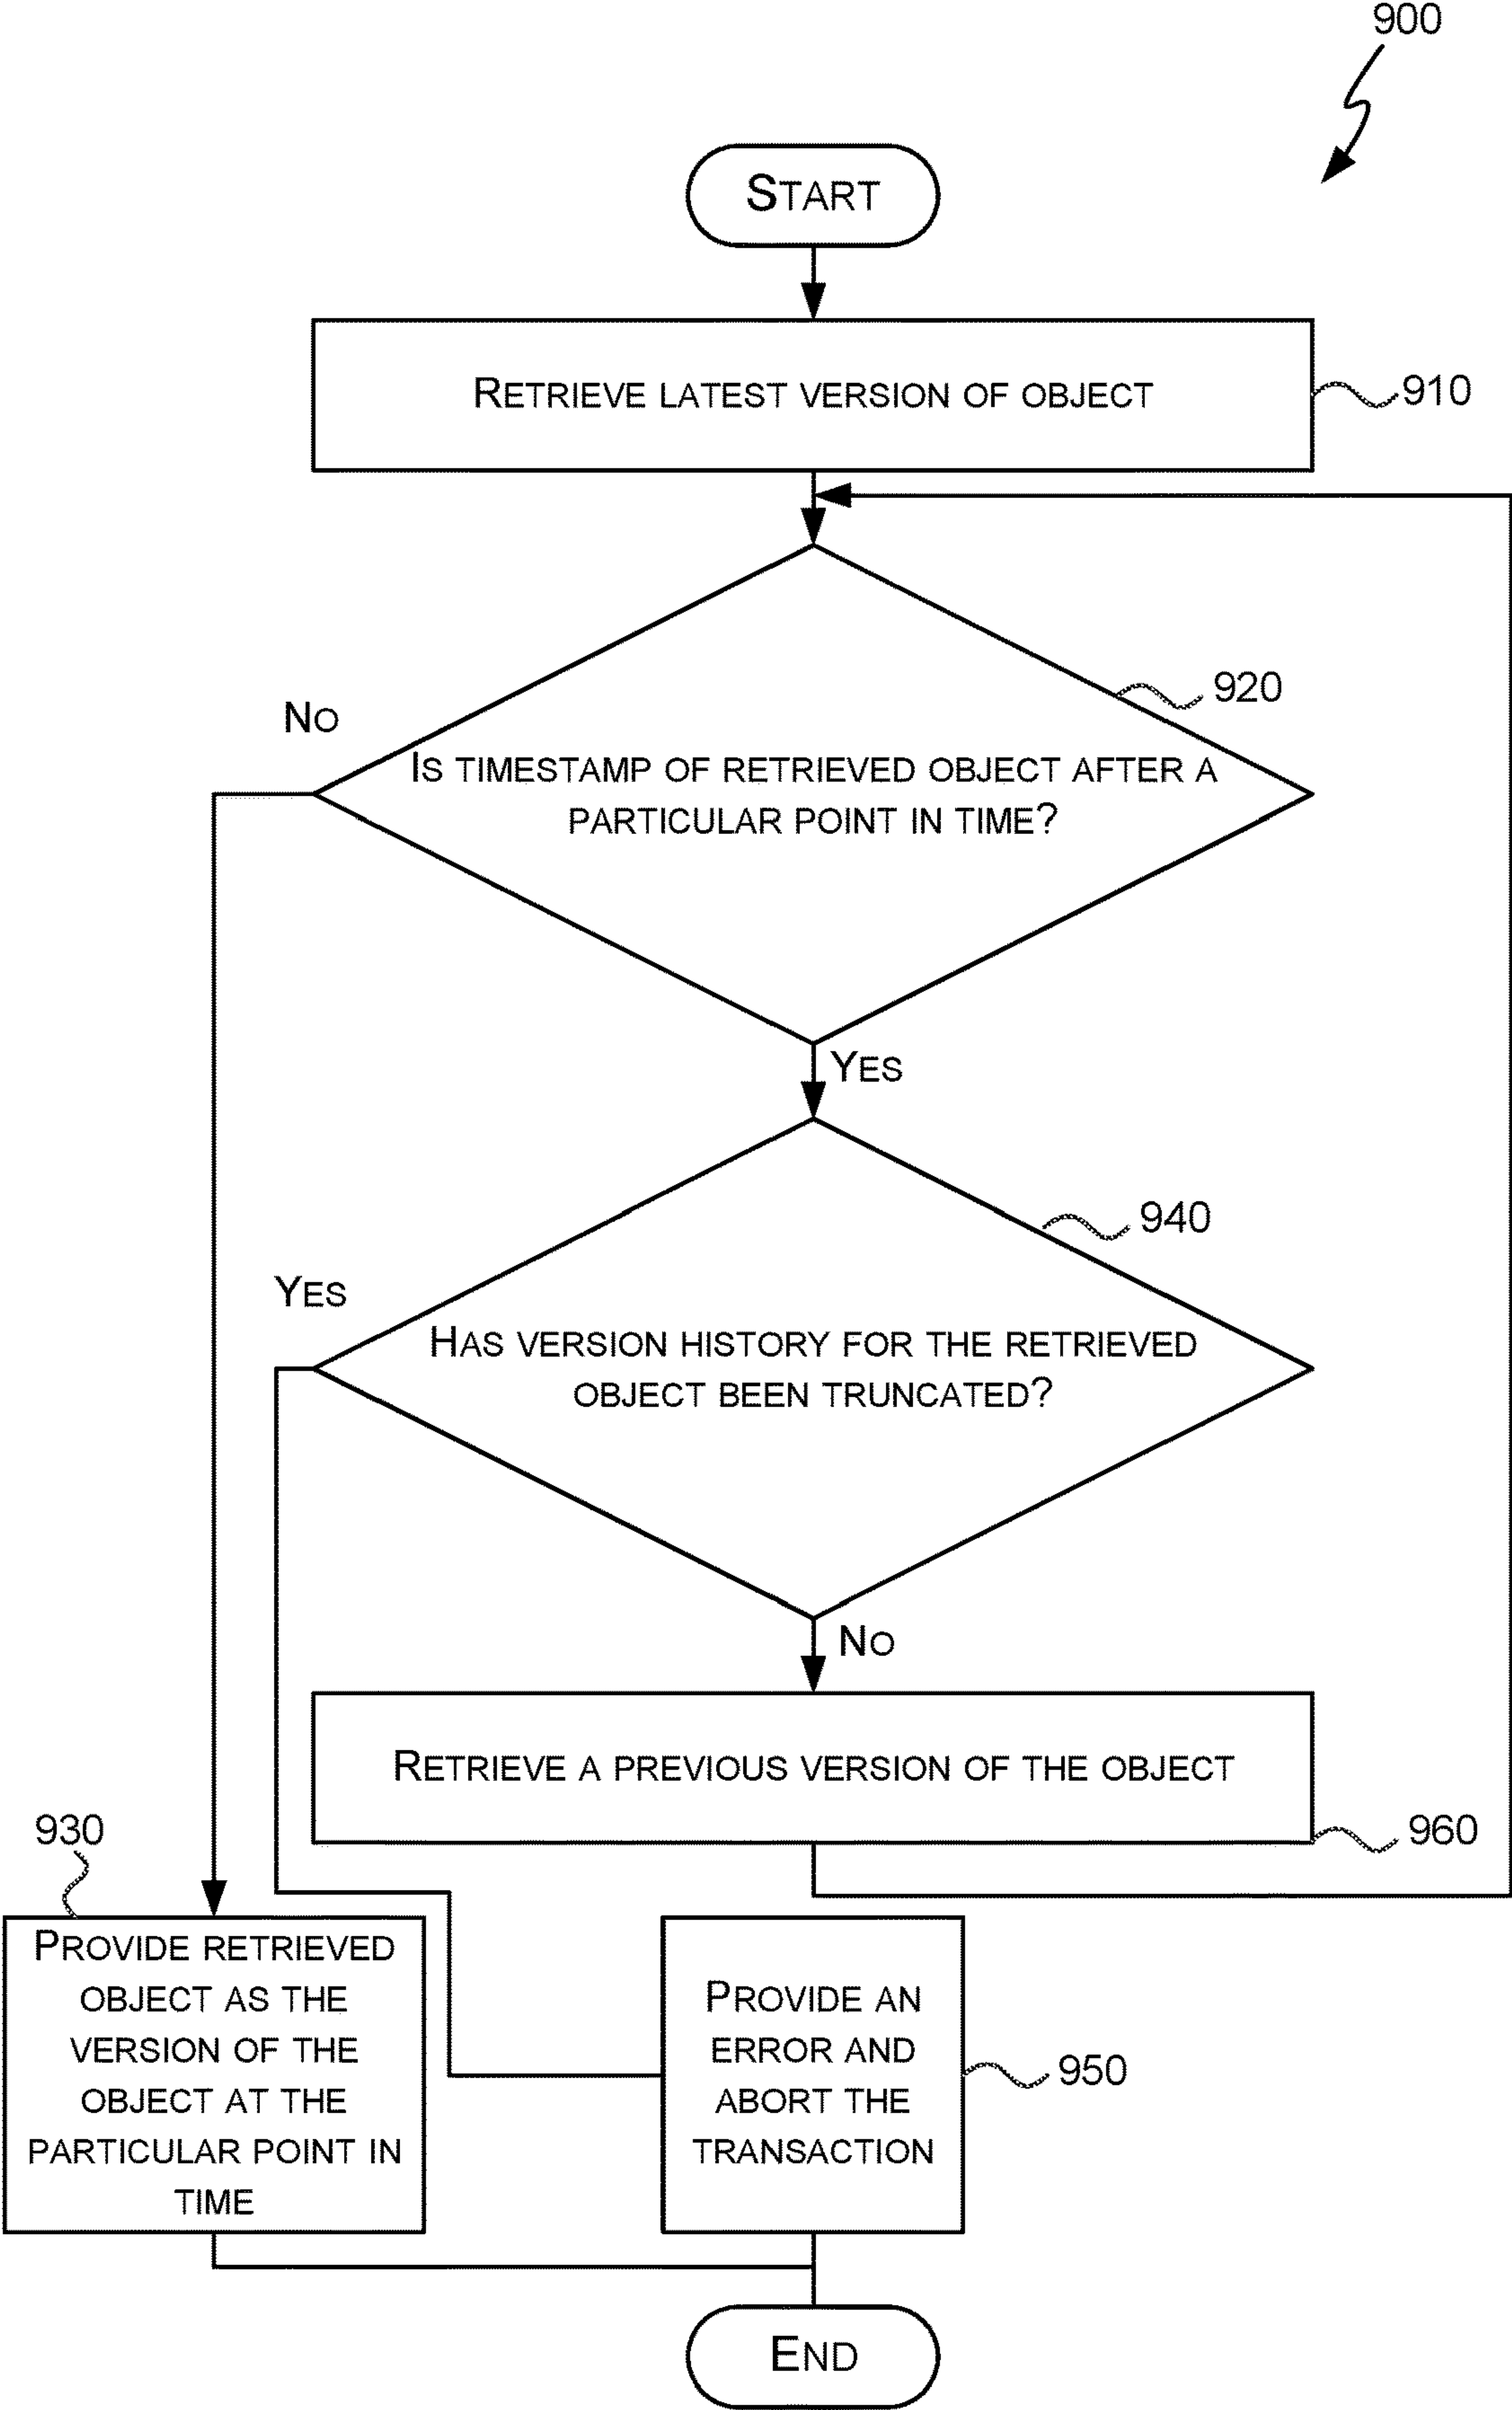 900
START
RETRIEVE LATEST VERSION OF OBJECT
910
920
NO
IS TIMESTAMP OF RETRIEVED OBJECT AFTER A
PARTICULAR POINT IN TIME?
YES
940
YES
HAS VERSION HISTORY FOR THE RETRIEVED
OBJECT BEEN TRUNCATED?
NO
RETRIEVE A PREVIOUS VERSION OF THE OBJECT
960
930
PROVIDE RETRIEVED
OBJECT AS THE
VERSION OF THE
OBJECT AT THE
PARTICULAR POINT IN
TIME
PROVIDE AN
ERROR AND
ABORT THE
TRANSACTION
950
END